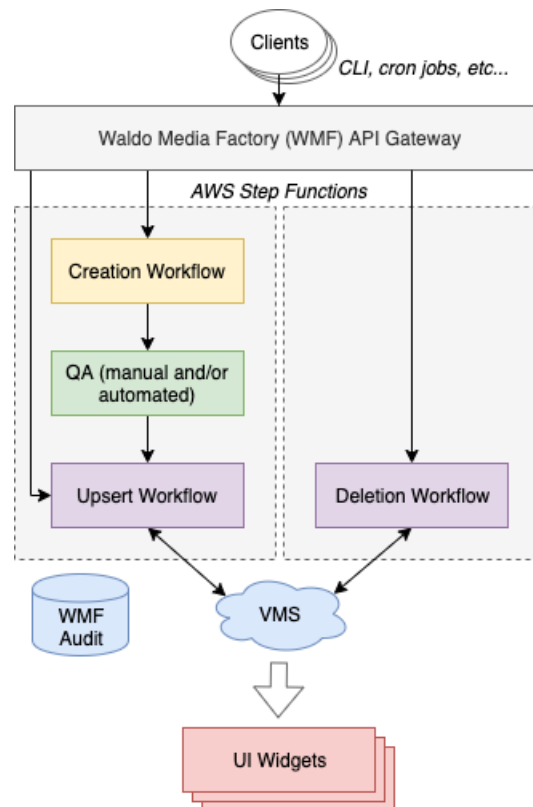 Clients
CLI, cron jobs, etc...
Waldo Media Factory (WMF) API Gateway
AWS Step Functions
Creation Workflow
QA (manual and/or
automated)
Upsert Workflow
Deletion Workflow
WMF
Audit
VMS
UI Widgets